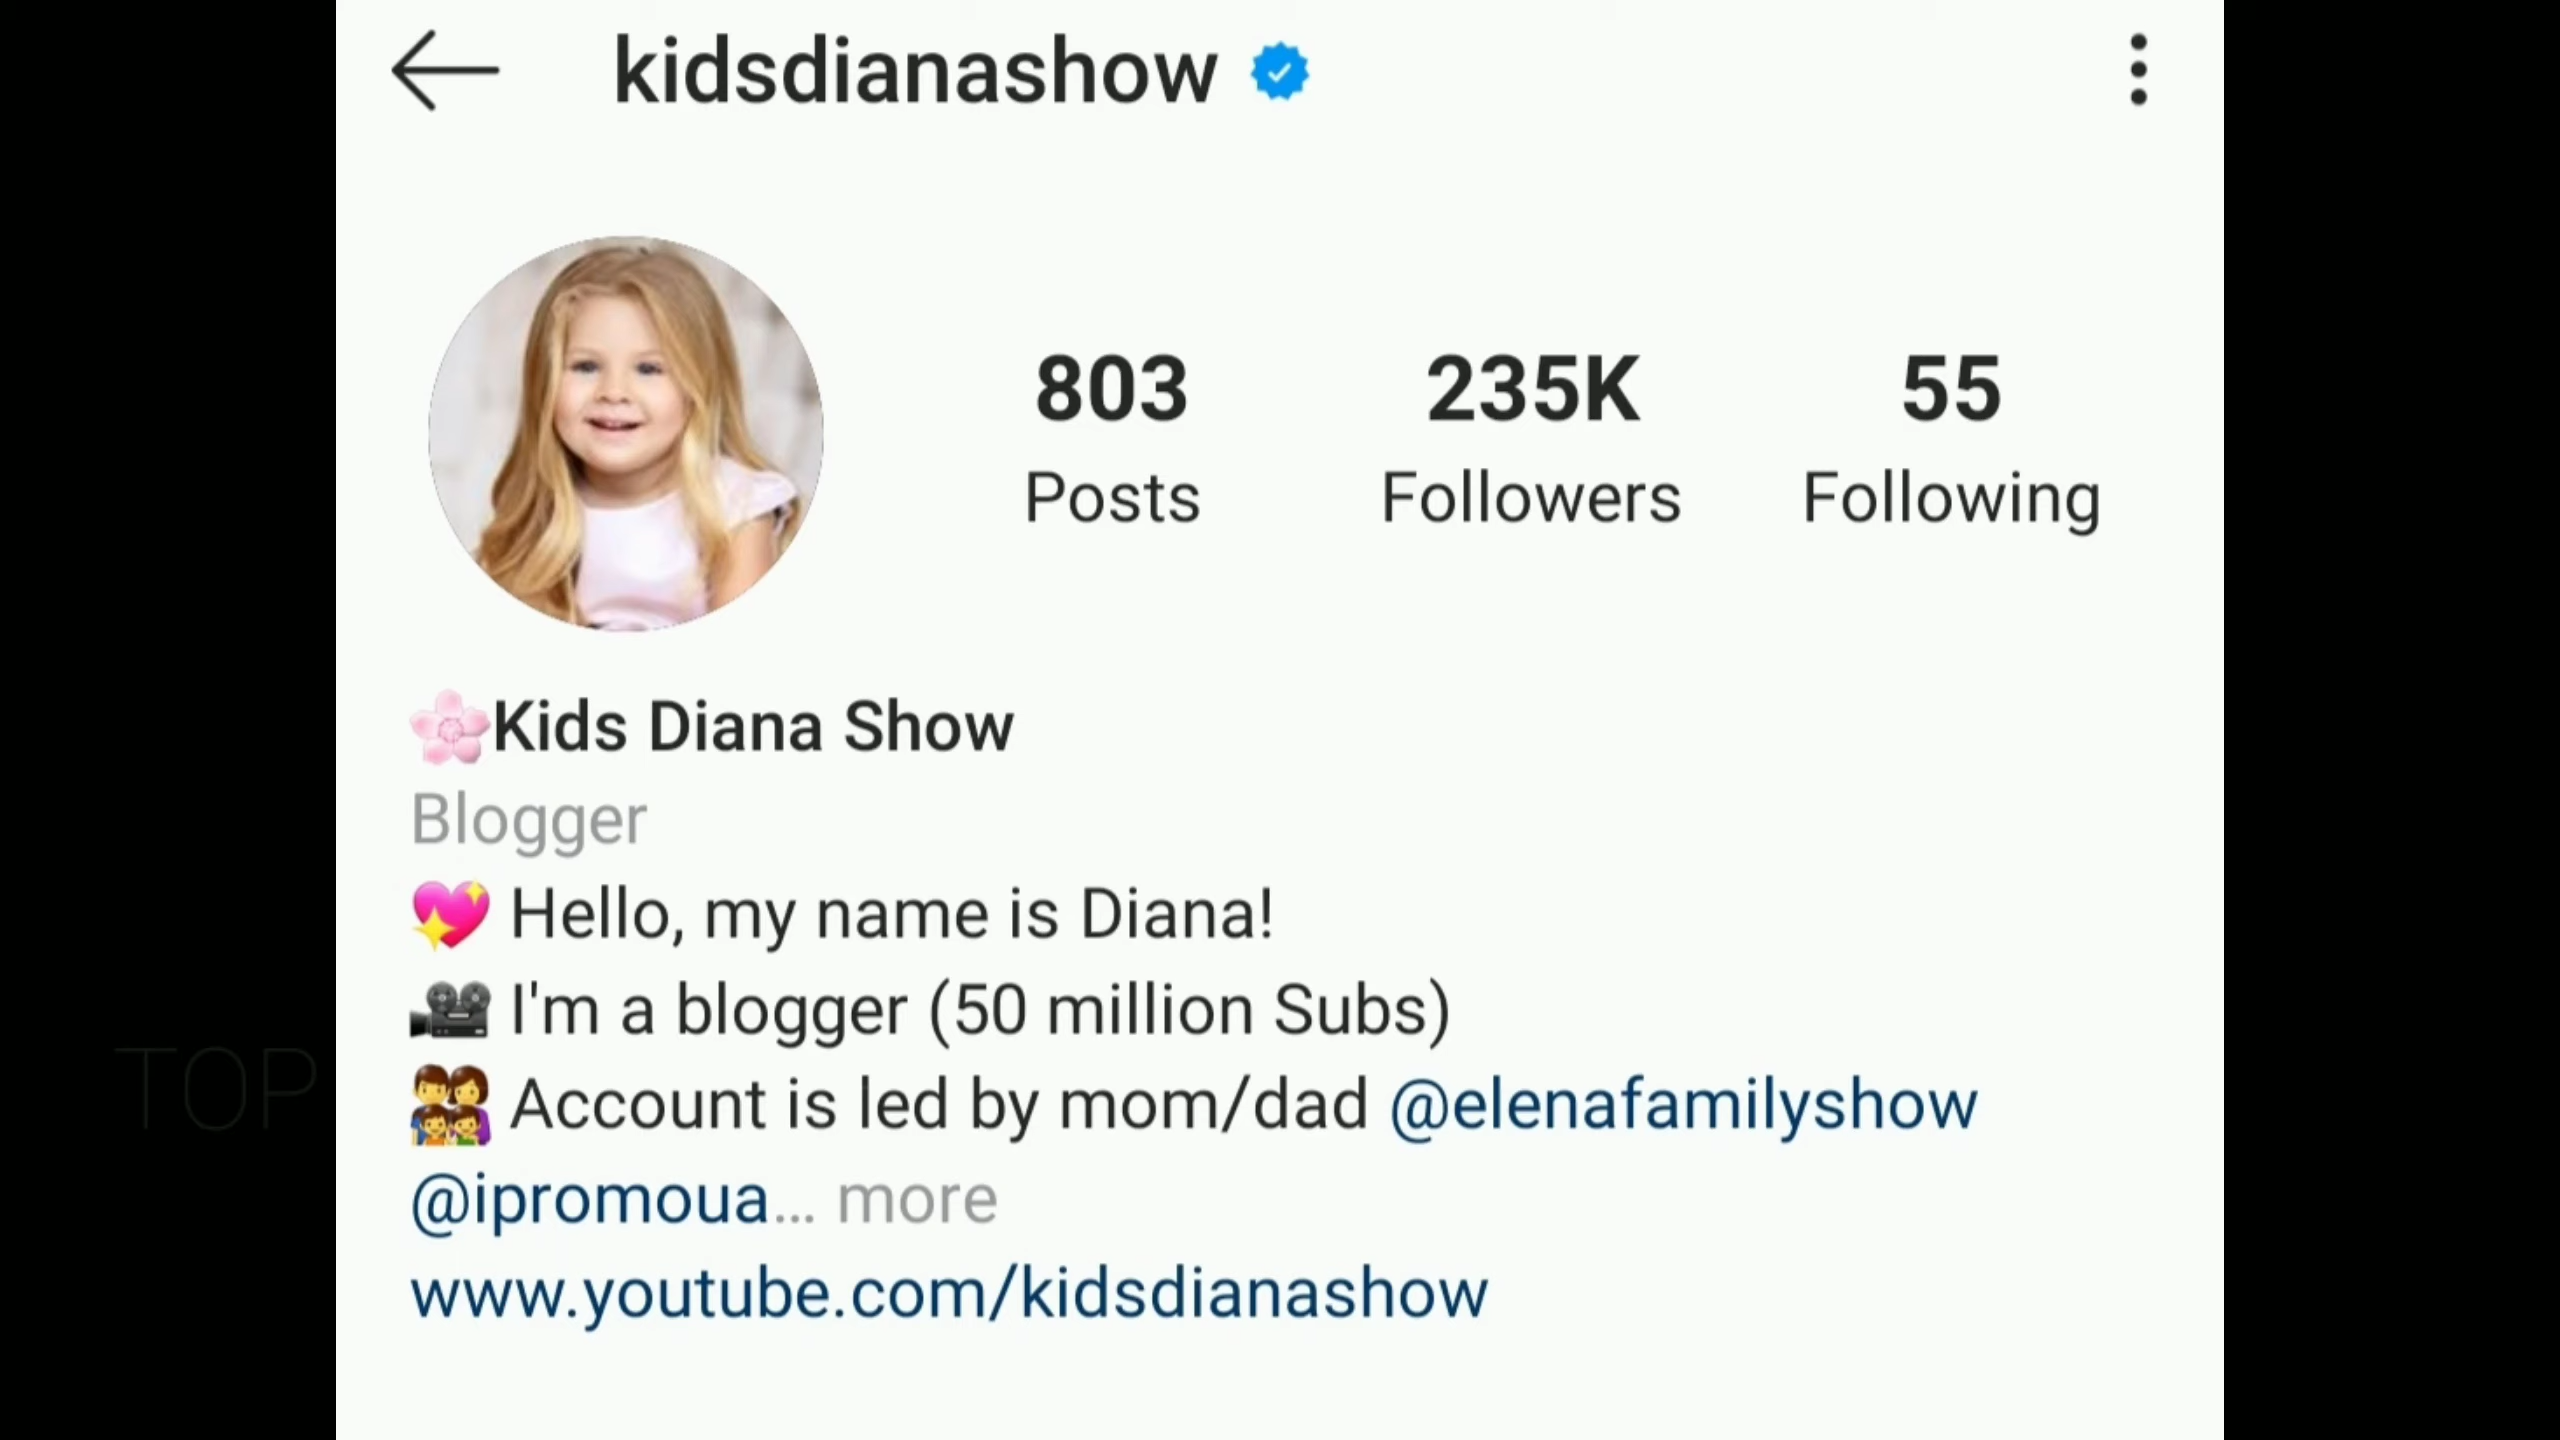 kidsdianashow
803 235K 55
Posts Followers Following
🌸Kids Diana Show
Blogger
💖 Hello, my name is Diana!
🎥 I'm a blogger (50 million Subs)
👨‍👩‍👧‍👦 Account is led by mom/dad @elenafamilyshow
@ipromoua... more
www.youtube.com/kidsdianashow
TOP